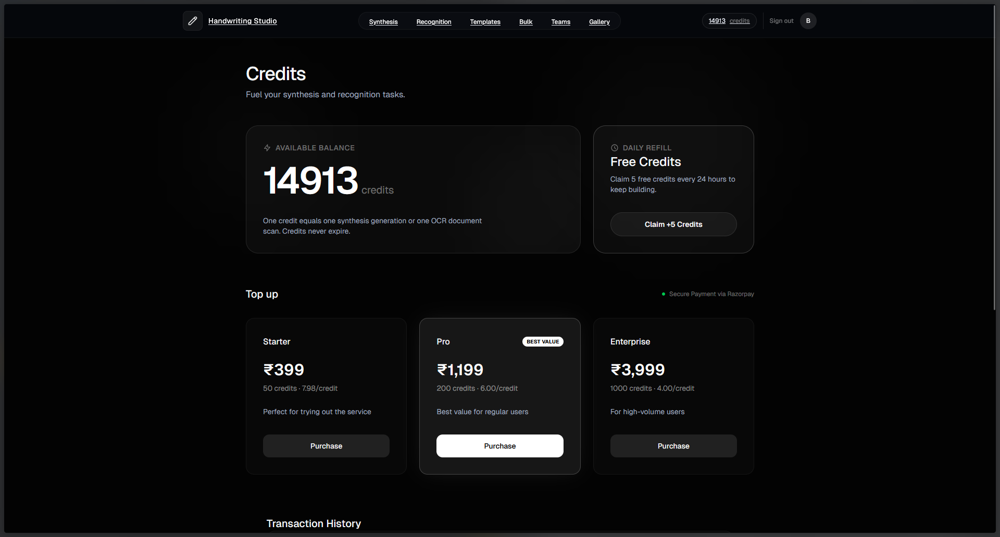 Handwriting Studio
Synthesis Recognition Templates Bulk Teams Gallery
14913 credits
Sign out
B
Credits
Fuel your synthesis and recognition tasks.
AVAILABLE BALANCE
14913 credits
One credit equals one synthesis generation or one OCR document
scan. Credits never expire.
DAILY REFILL
Free Credits
Claim 5 free credits every 24 hours to
keep building.
Claim +5 Credits
Top up
Secure Payment via Razorpay
Starter
₹399
50 credits · 7.98/credit
Perfect for trying out the service
Purchase
Pro
BEST VALUE
₹1,199
200 credits · 6.00/credit
Best value for regular users
Purchase
Enterprise
₹3,999
1000 credits · 4.00/credit
For high-volume users
Purchase
Transaction History